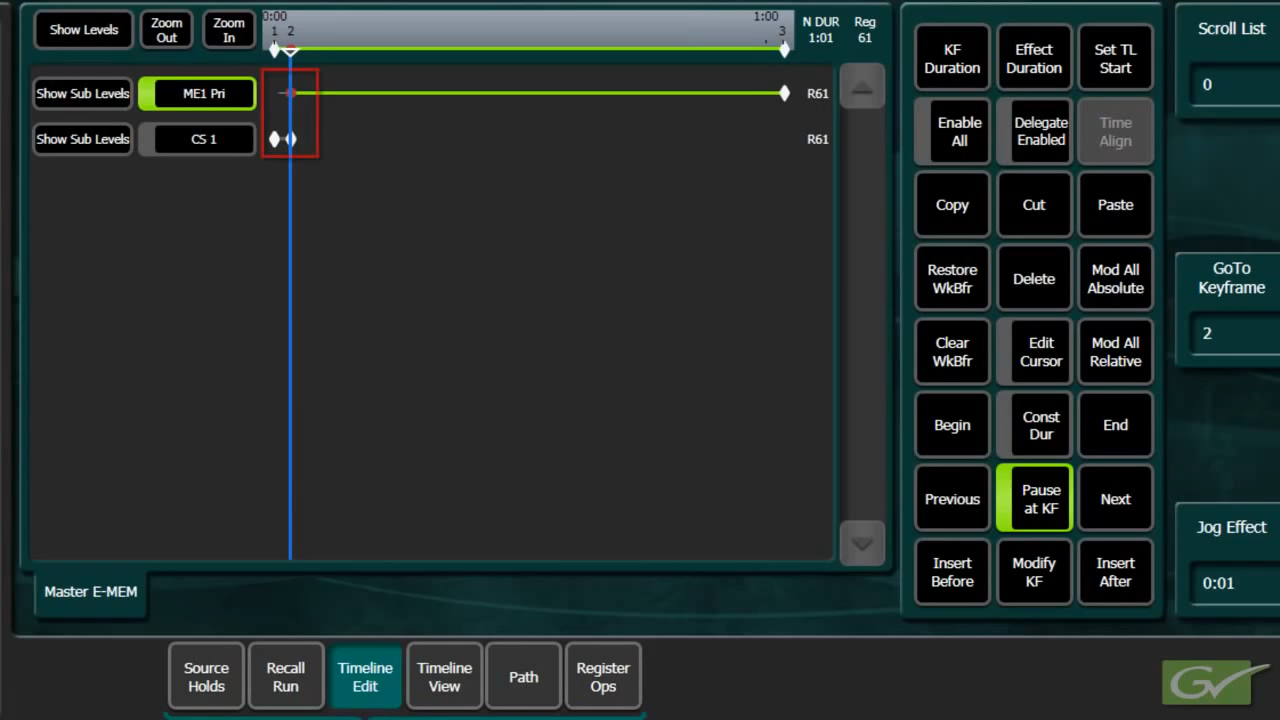 Show Levels
Zoom
Out
Zoom
In
0:00
1:00
1 2
3
N DUR
1:01
Reg
61
Show Sub Levels
ME1 Pri
R61
Show Sub Levels
CS 1
R61
Master E-MEM
KF
Duration
Effect
Duration
Set TL
Start
Enable
All
Delegate
Enabled
Time
Align
Copy
Cut
Paste
Restore
WkBfr
Delete
Mod All
Absolute
Clear
WkBfr
Edit
Cursor
Mod All
Relative
Begin
Const
Dur
End
Previous
Pause
at KF
Next
Insert
Before
Modify
KF
Insert
After
Scroll List
0
GoTo
Keyframe
2
Jog Effect
0:01
Source
Holds
Recall
Run
Timeline
Edit
Timeline
View
Path
Register
Ops
GV